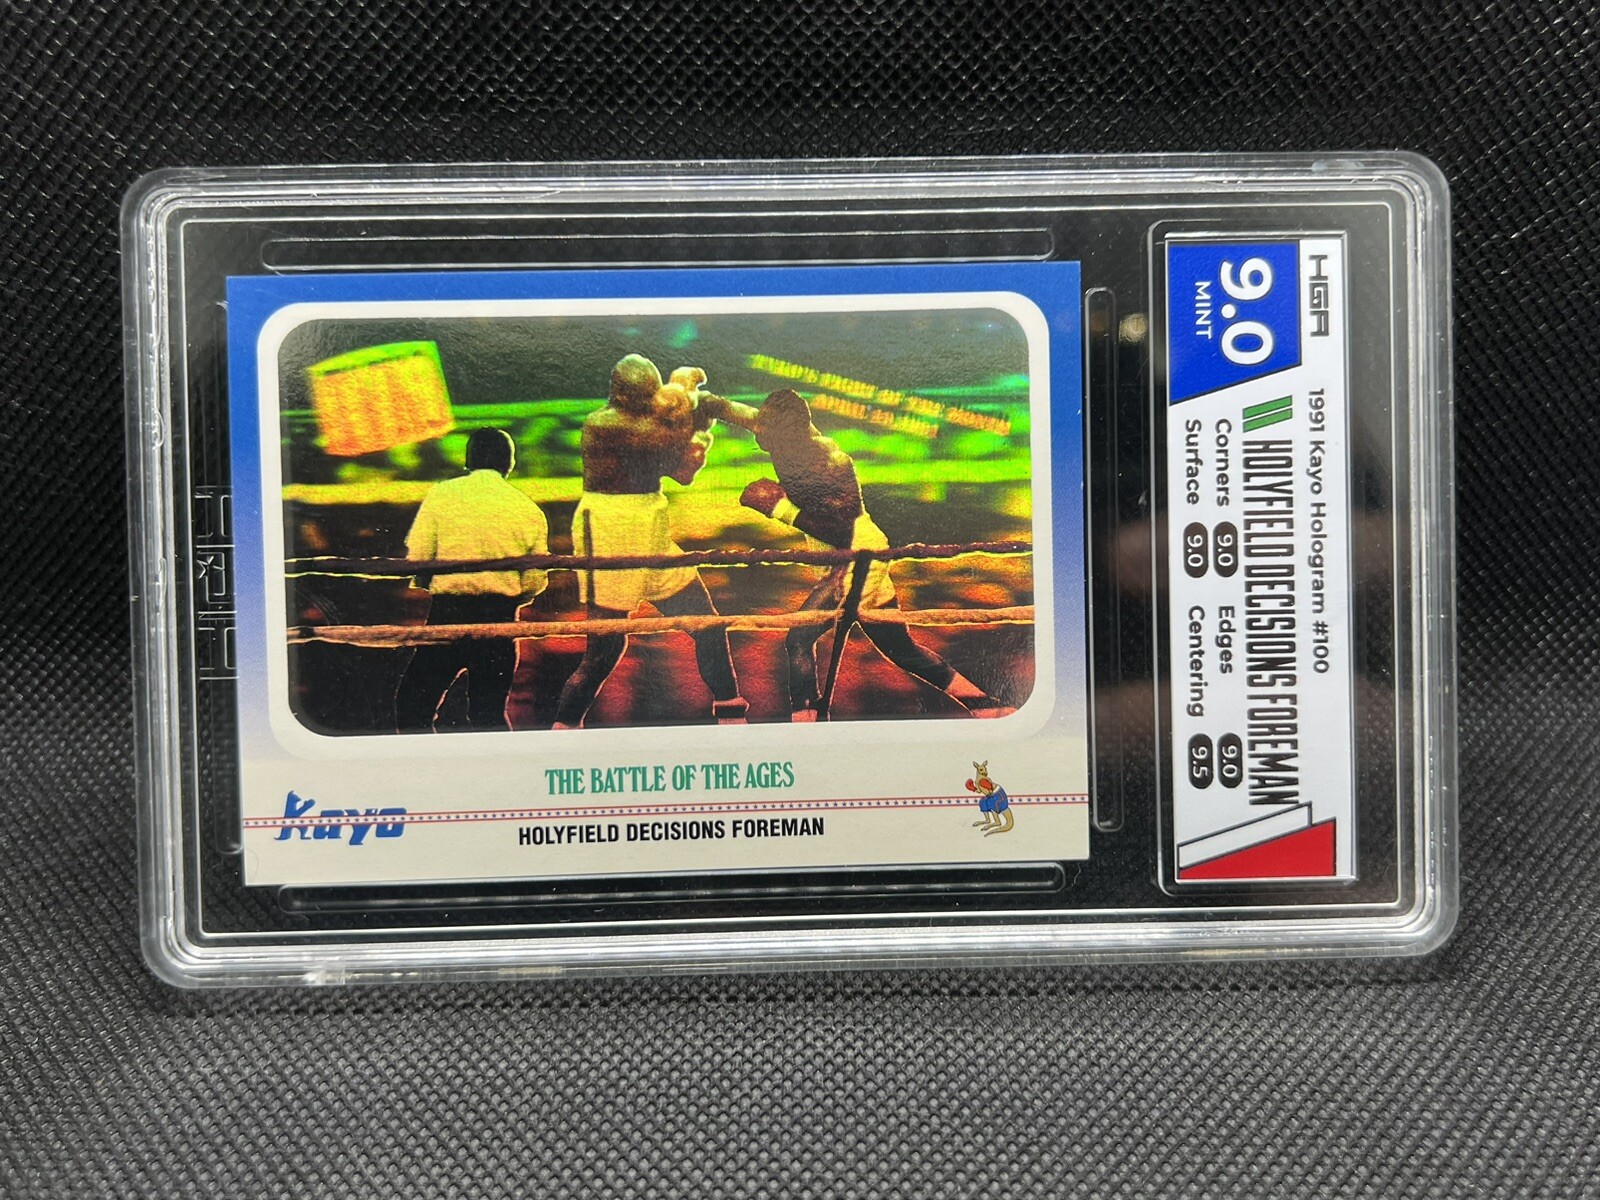 THE BATTLE OF THE AGES
Kayo
HOLYFIELD DECISIONS FOREMAN
HGA
1991 Kayo Hologram #100
9.0
MINT
HOLYFIELD DECISIONS FOREMAN
Corners 9.0 Edges 9.0
Surface 9.0 Centering 9.5